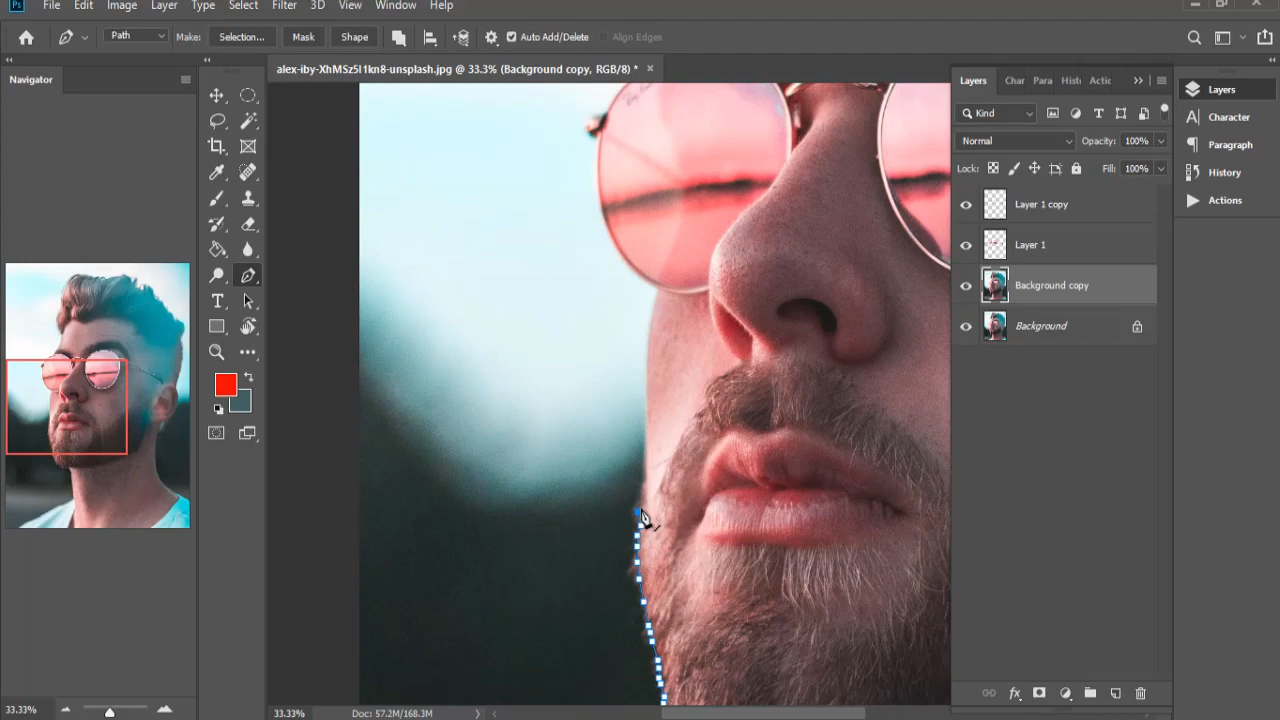 Ps File Edit Image Layer Type Select Filter 3D View Window Help
Path Make: Selection... Mask Shape Auto Add/Delete Align Edges
Navigator
alex-iby-XhMSz5I1kn8-unsplash.jpg @ 33.3% (Background copy, RGB/8) *
Layers Char Para Hist Actic
Kind
Normal Opacity: 100%
Lock: Fill: 100%
Layer 1 copy
Layer 1
Background copy
Background
Layers
Character
Paragraph
History
Actions
33.33%
33.33% Doc: 57.2M/168.3M